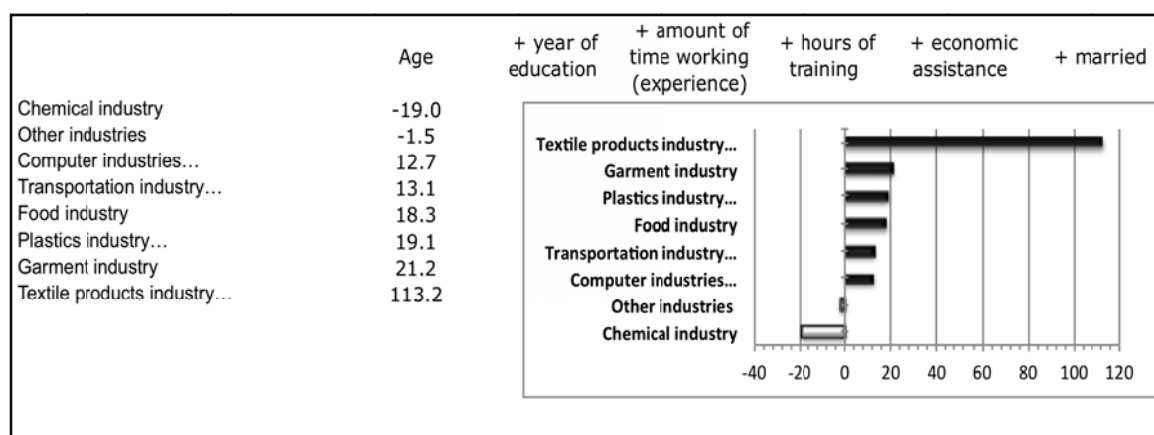 Age
+ year of
education
+ amount of
time working
(experience)
+ hours of
training
+ economic
assistance
+ married
Chemical industry -19.0
Other industries -1.5
Computer industries… 12.7
Transportation industry… 13.1
Food industry 18.3
Plastics industry… 19.1
Garment industry 21.2
Textile products industry… 113.2
Textile products industry…
Garment industry
Plastics industry…
Food industry
Transportation industry…
Computer industries…
Other industries
Chemical industry
-40 -20 0 20 40 60 80 100 120